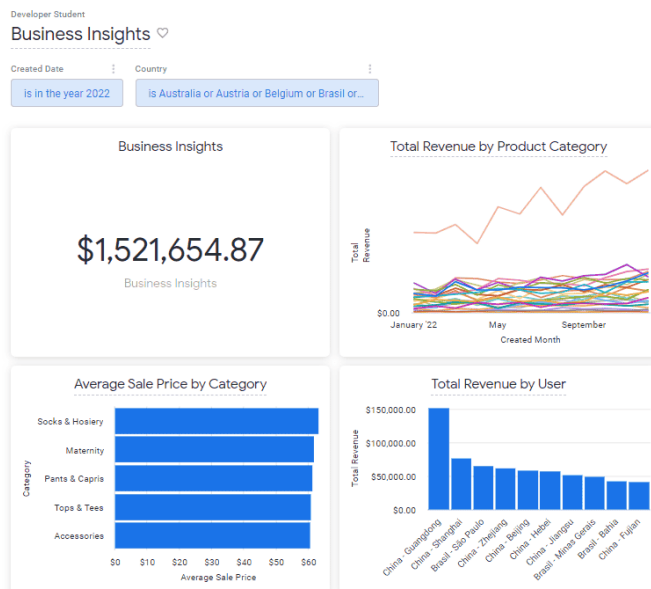 Developer Student
Business Insights
Created Date
Country
is in the year 2022
is Australia or Austria or Belgium or Brasil or...
Business Insights
$1,521,654.87
Business Insights
Total Revenue by Product Category
Total
Revenue
$0.00
January '22
May
September
Created Month
Average Sale Price by Category
Category
Socks & Hosiery
Maternity
Pants & Capris
Tops & Tees
Accessories
$0
$10
$20
$30
$40
$50
$60
Average Sale Price
Total Revenue by User
Total Revenue
$150,000.00
$100,000.00
$50,000.00
$0.00
China - Guangdong
China - Shanghai
Brasil - São Paulo
China - Zhejiang
China - Beijing
China - Hebei
China - Jiangsu
Brasil - Minas Gerais
Brasil - Bahia
China - Fujian